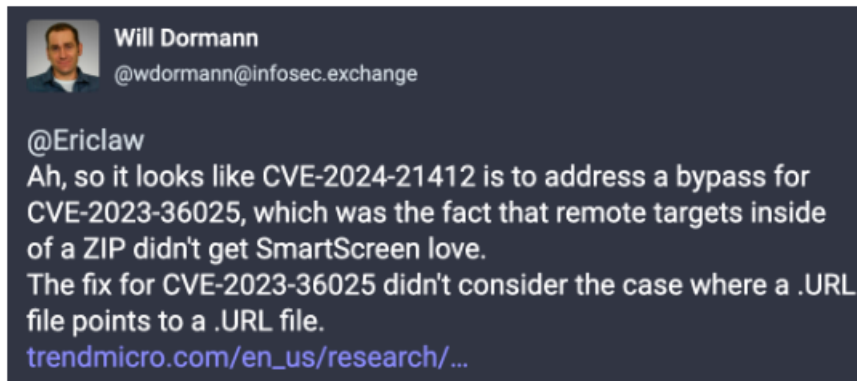 Will Dormann
@wdormann@infosec.exchange
@Ericlaw
Ah, so it looks like CVE-2024-21412 is to address a bypass for
CVE-2023-36025, which was the fact that remote targets inside
of a ZIP didn't get SmartScreen love.
The fix for CVE-2023-36025 didn't consider the case where a .URL
file points to a .URL file.
trendmicro.com/en_us/research/…